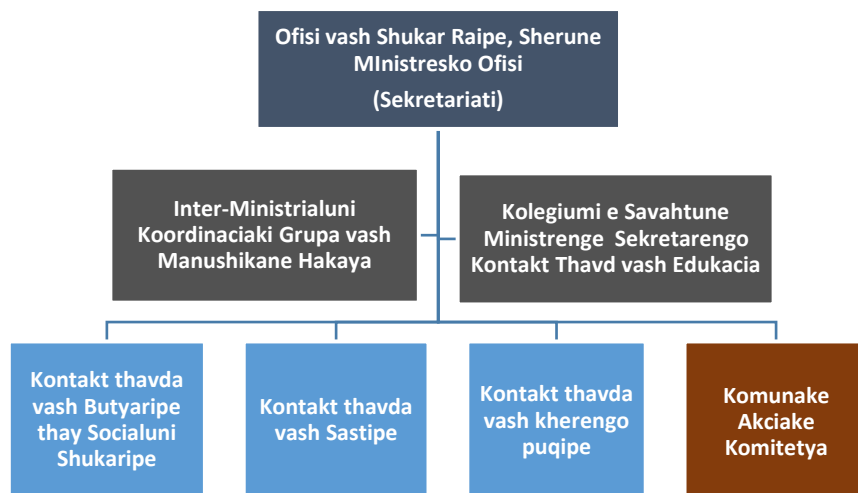 Ofisi vash Shukar Raipe, Sherune
MInistresko Ofisi
(Sekretariati)
Inter-Ministrialuni
Koordinaciaki Grupa vash
Manushikane Hakaya
Kolegiumi e Savahtune
Ministrenge Sekretarengo
Kontakt Thavd vash Edukacia
Kontakt thavda
vash Butyaripe
thay Socialuni
Shukaripe
Kontakt thavda
vash Sastipe
Kontakt thavda
vash kherengo
puqipe
Komunake
Akciake
Komitetya